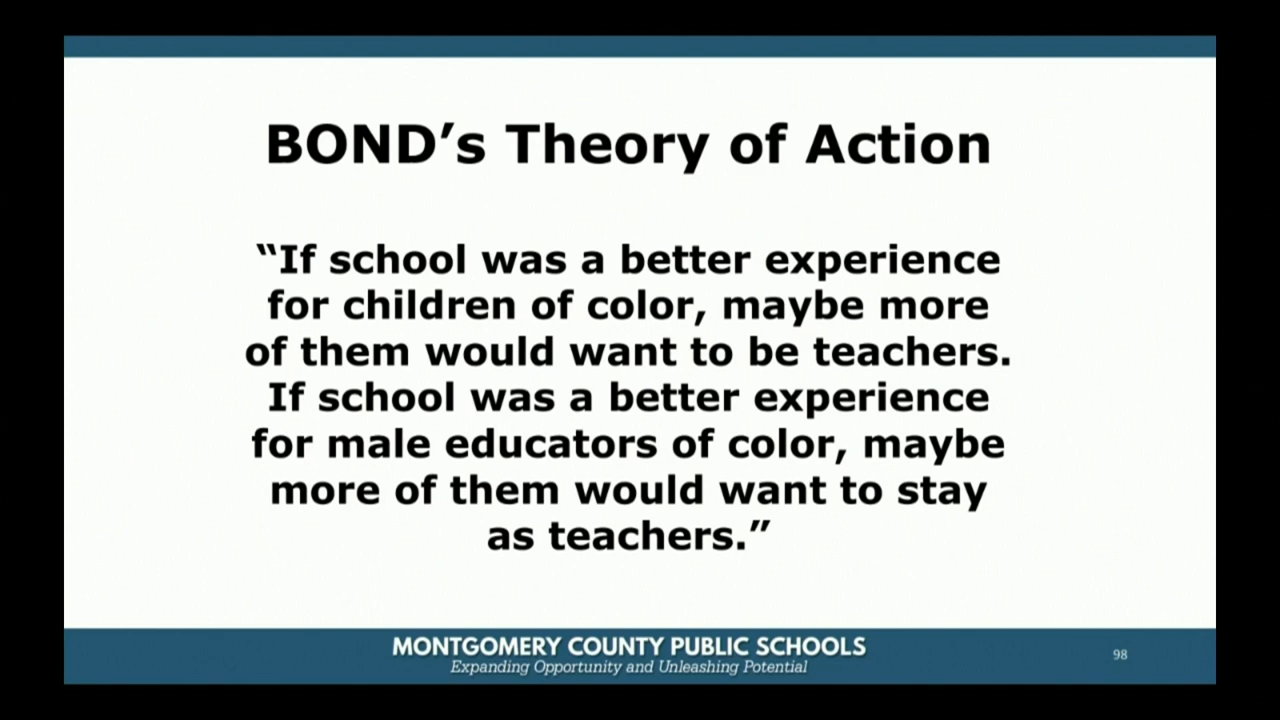 BOND’s Theory of Action
“If school was a better experience
for children of color, maybe more
of them would want to be teachers.
If school was a better experience
for male educators of color, maybe
more of them would want to stay
as teachers.”
MONTGOMERY COUNTY PUBLIC SCHOOLS
Expanding Opportunity and Unleashing Potential
98